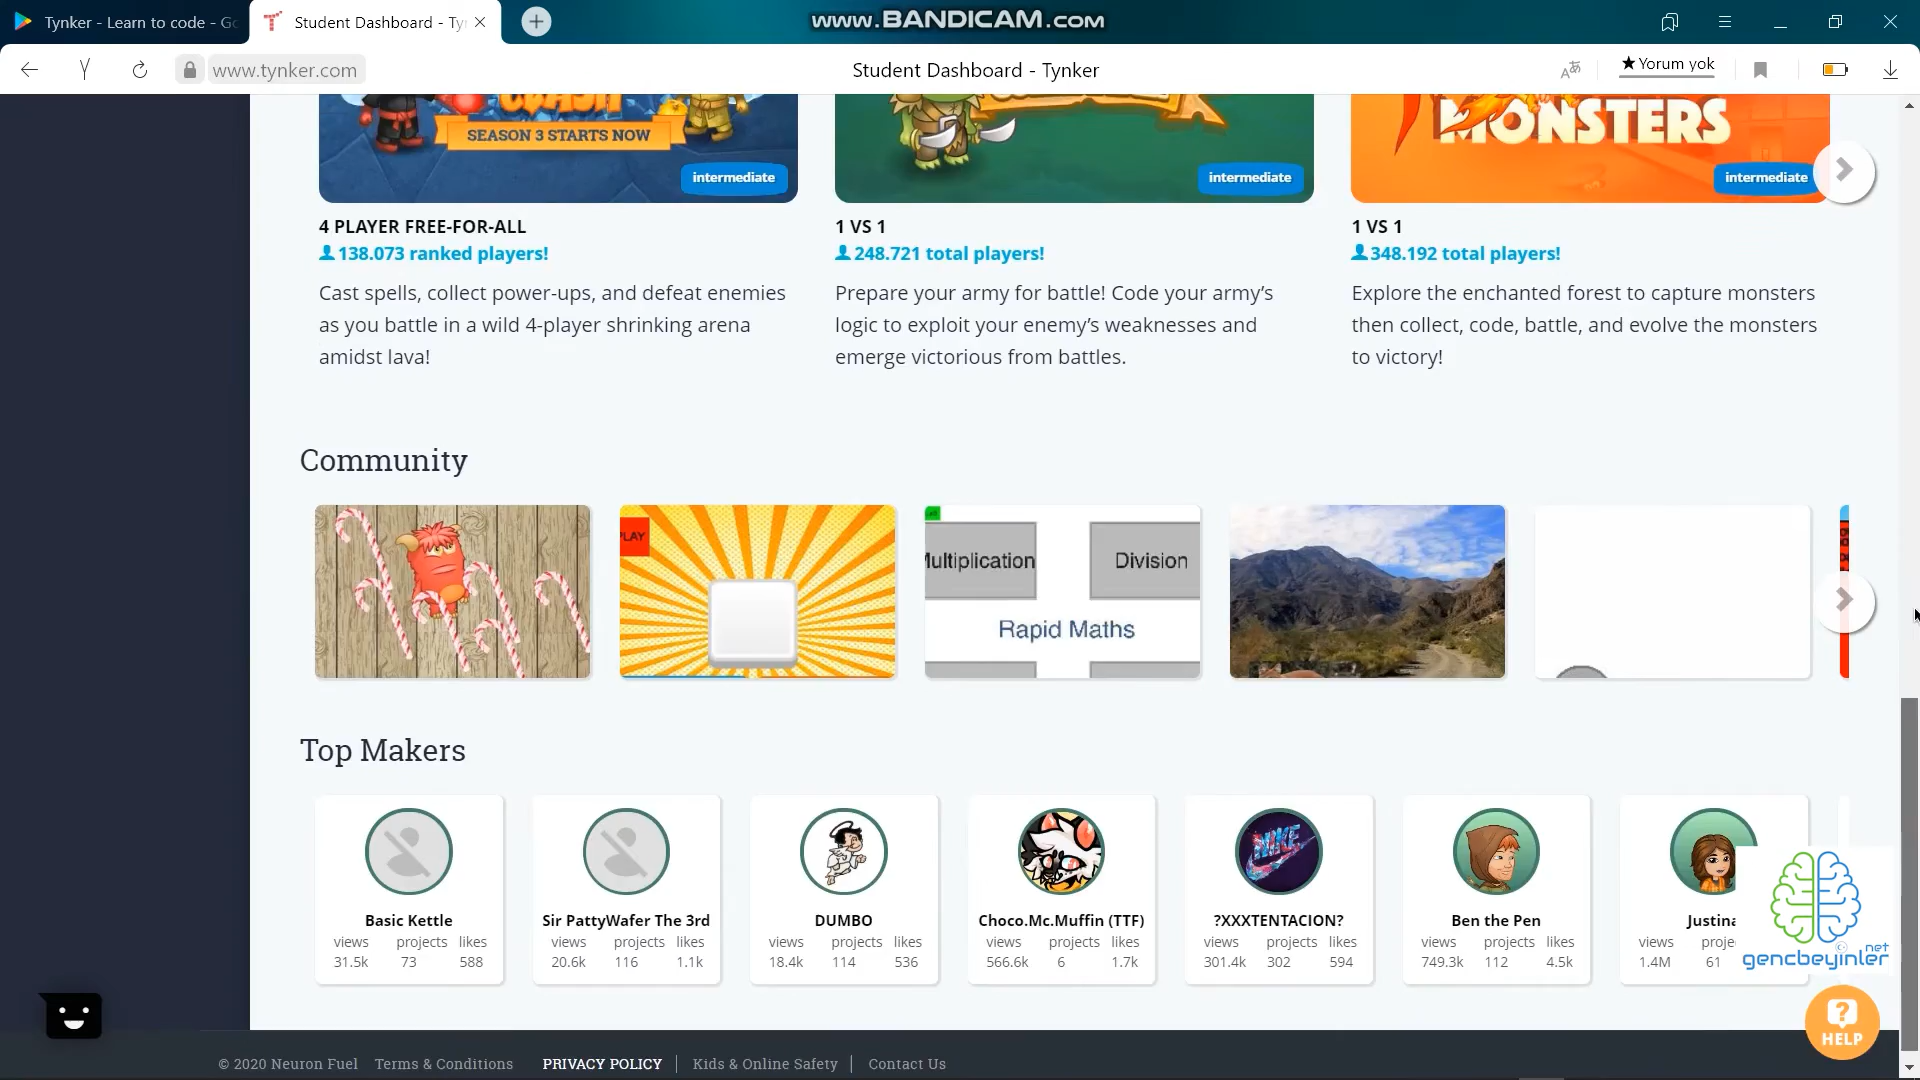 Tynker - Learn to code - Go
Student Dashboard - Ty
www.BANDICAM.com
www.tynker.com
Student Dashboard - Tynker
★Yorum yok
CLASH
SEASON 3 STARTS NOW
MONSTERS
intermediate
intermediate
intermediate
4 PLAYER FREE-FOR-ALL
138.073 ranked players!
Cast spells, collect power-ups, and defeat enemies
as you battle in a wild 4-player shrinking arena
amidst lava!
1 VS 1
248.721 total players!
Prepare your army for battle! Code your army’s
logic to exploit your enemy’s weaknesses and
emerge victorious from battles.
1 VS 1
348.192 total players!
Explore the enchanted forest to capture monsters
then collect, code, battle, and evolve the monsters
to victory!
Community
PLAY
Multiplication
Division
Rapid Maths
Top Makers
Basic Kettle
views projects likes
31.5k 73 588
Sir PattyWafer The 3rd
views projects likes
20.6k 116 1.1k
DUMBO
views projects likes
18.4k 114 536
Choco.Mc.Muffin (TTF)
views projects likes
566.6k 6 1.7k
NIKE
?XXXTENTACION?
views projects likes
301.4k 302 594
Ben the Pen
views projects likes
749.3k 112 4.5k
Justina
views proje
1.4M 61
net
gencbeyinler
?
HELP
© 2020 Neuron Fuel Terms & Conditions PRIVACY POLICY Kids & Online Safety Contact Us